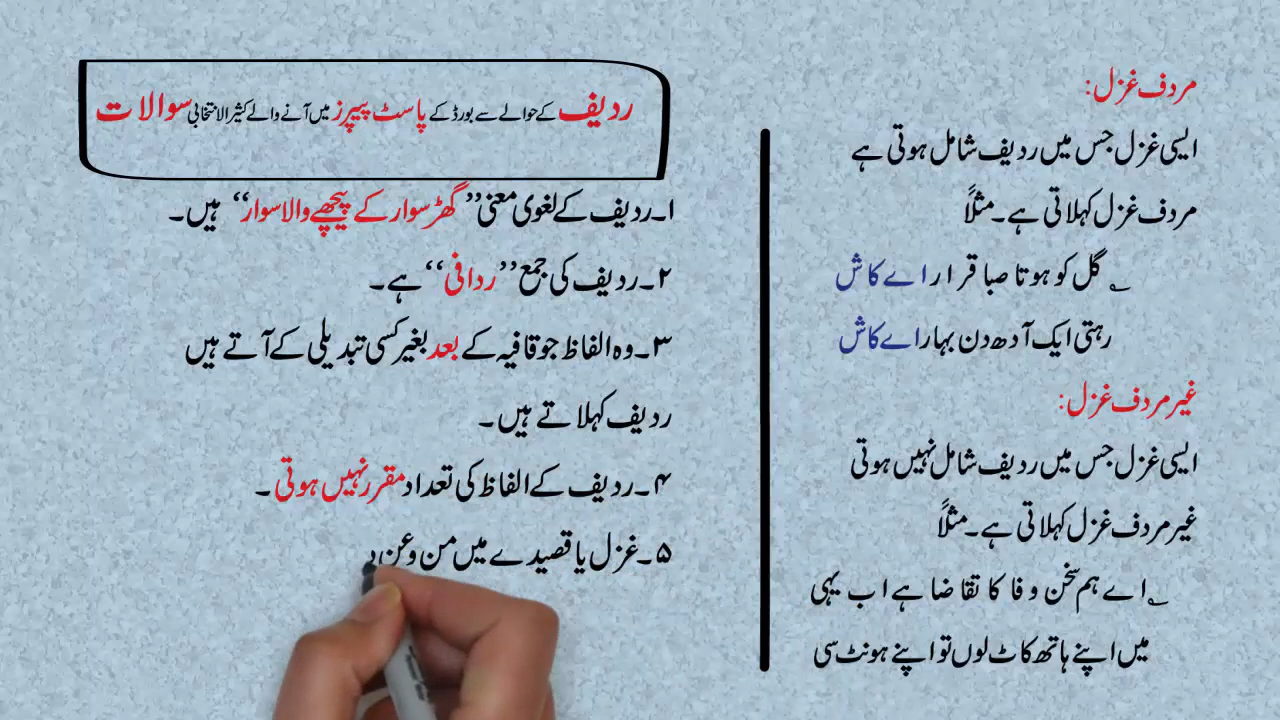 مردف غزل:
ایسی غزل جس میں ردیف شامل ہوتی ہے
مردف غزل کہلاتی ہے۔ مثلاً
؂ گل کو ہوتا صبا قرار اے کاش
رہتی ایک آدھ دن بہار اے کاش
غیر مردف غزل:
ایسی غزل جس میں ردیف شامل نہیں ہوتی
غیر مردف غزل کہلاتی ہے۔ مثلاً
؂ اے ہم سخن وفا کا تقاضا ہے اب یہی
میں اپنے ہاتھ کاٹ لوں تو اپنے ہونٹ سی
ردیف کے حوالے سے بورڈ کے پاسٹ پیپرز میں آنے والے کثیر الانتخابی سوالات
۱۔ ردیف کے لغوی معنی ’’گھڑ سوار کے پیچھے والا سوار‘‘ ہیں۔
۲۔ ردیف کی جمع ’’ردافی‘‘ ہے۔
۳۔ وہ الفاظ جو قافیہ کے بعد بغیر کسی تبدیلی کے آتے ہیں
ردیف کہلاتے ہیں۔
۴۔ ردیف کے الفاظ کی تعداد مقرر نہیں ہوتی۔
۵۔ غزل یا قصیدے میں من و عن